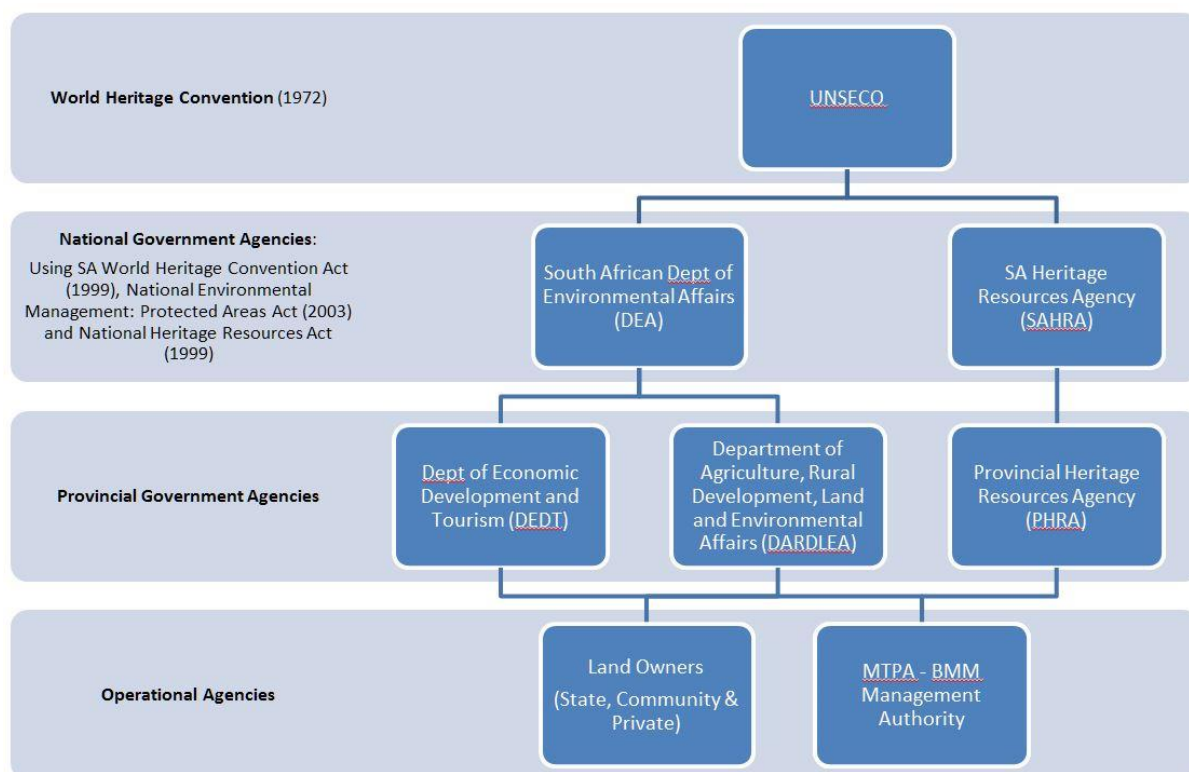 World Heritage Convention (1972)
UNSECO
National Government Agencies:
Using SA World Heritage Convention Act
(1999), National Environmental
Management: Protected Areas Act (2003)
and National Heritage Resources Act
(1999)
South African Dept of
Environmental Affairs
(DEA)
SA Heritage
Resources Agency
(SAHRA)
Provincial Government Agencies
Dept of Economic
Development and
Tourism (DEDT)
Department of
Agriculture, Rural
Development, Land
and Environmental
Affairs (DARDLEA)
Provincial Heritage
Resources Agency
(PHRA)
Operational Agencies
Land Owners
(State, Community &
Private)
MTPA - BMM
Management
Authority